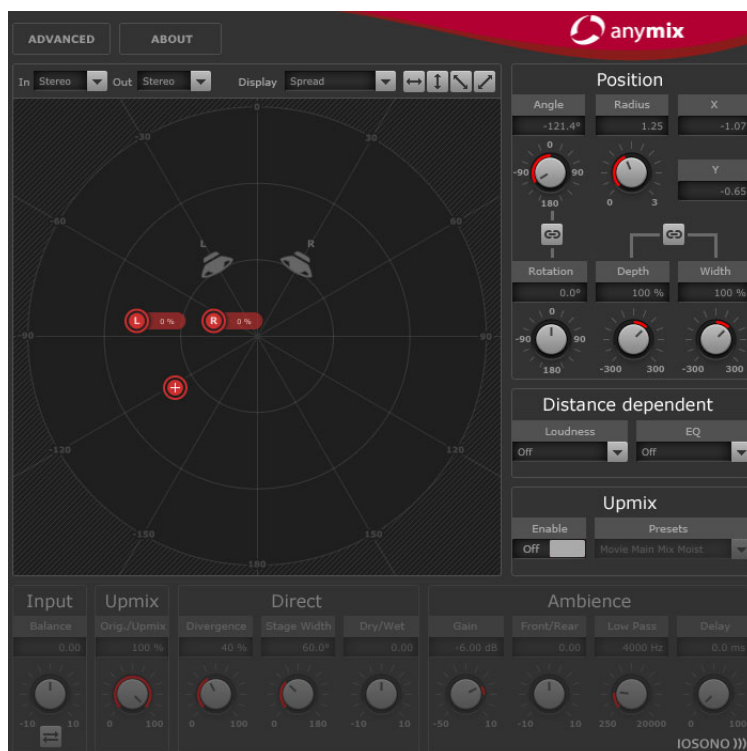 ADVANCED ABOUT anymix
In Stereo Out Stereo Display Spread
Position
Angle Radius X
-121.4° 1.25 -1.07
0
-90 90
180 0 3
Y
-0.65
Rotation Depth Width
0.0° 100 % 100 %
0
-90 90
180 -300 300 -300 300
0
-30 30
-60 60
L R
L 0 % R 0 %
-90 90
-120 120
-150 150
180
Distance dependent
Loudness EQ
Off Off
Upmix
Enable Presets
Off Movie Main Mix Moist
Input Upmix Direct Ambience
Balance Orig./Upmix Divergence Stage Width Dry/Wet Gain Front/Rear Low Pass Delay
0.00 100 % 40 % 60.0° 0.00 -6.00 dB 0.00 4000 Hz 0.0 ms
-10 10 0 100 0 100 0 180 -10 10 -50 10 -10 10 250 20000 0 100
IOSONO